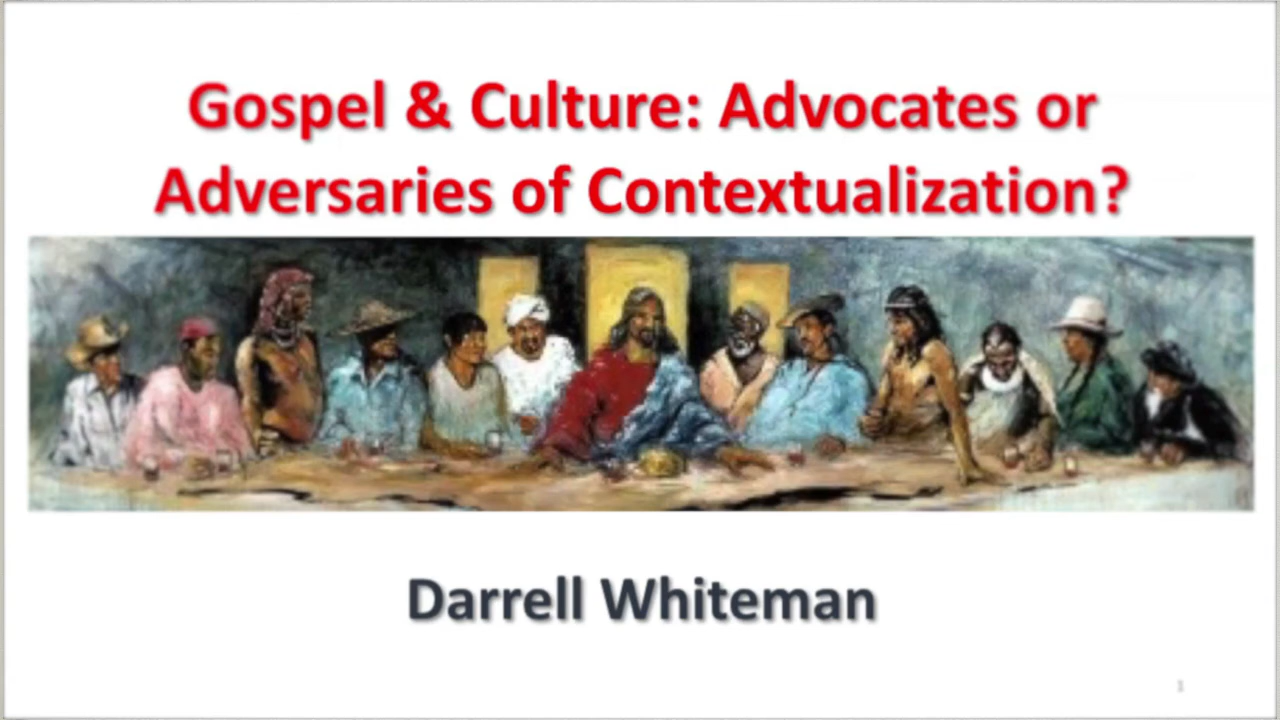 Gospel & Culture: Advocates or
Adversaries of Contextualization?
Darrell Whiteman
1